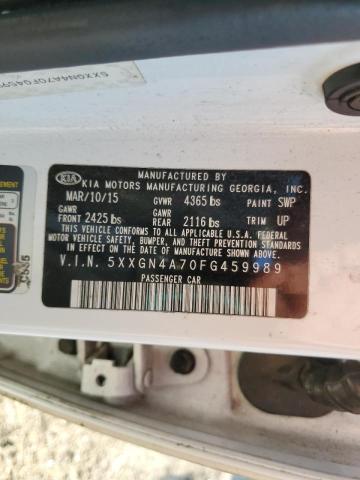 5XXGN4A70FG459
MANUFACTURED BY
KIA KIA MOTORS MANUFACTURING GEORGIA, INC.
MAR/10/15 GVWR 4365 lbs PAINT SWP
GAWR GAWR
FRONT 2425 lbs REAR 2116 lbs TRIM UP
THIS VEHICLE CONFORMS TO ALL APPLICABLE U.S.A. FEDERAL
MOTOR VEHICLE SAFETY, BUMPER, AND THEFT PREVENTION
STANDARDS IN EFFECT ON THE DATE OF MANUFACTURE SHOWN ABOVE.
V.I.N. 5XXGN4A70FG459989
PASSENGER CAR